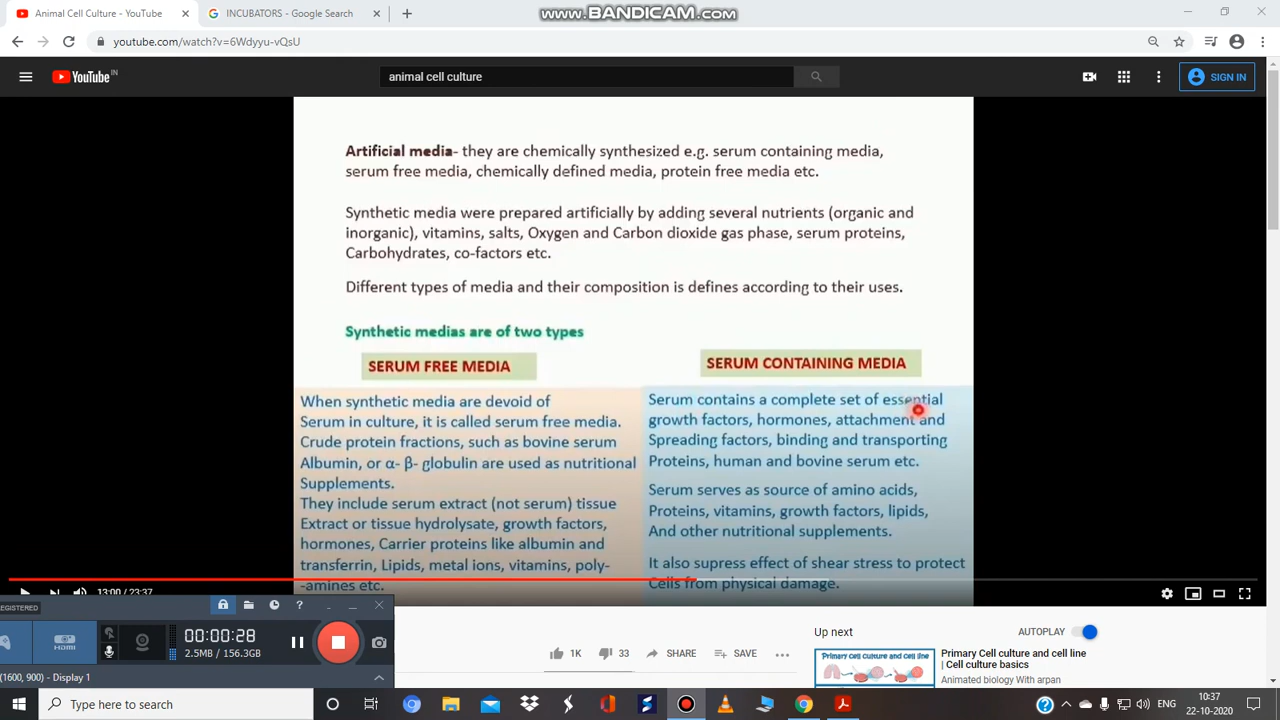 Animal Cell Culture - YouTube
INCUBATORS - Google Search
www.BANDICAM.com
youtube.com/watch?v=6Wdyyu-vQsU
YouTube IN
animal cell culture
SIGN IN
Artificial media- they are chemically synthesized e.g. serum containing media,
serum free media, chemically defined media, protein free media etc.
Synthetic media were prepared artificially by adding several nutrients (organic and
inorganic), vitamins, salts, Oxygen and Carbon dioxide gas phase, serum proteins,
Carbohydrates, co-factors etc.
Different types of media and their composition is defines according to their uses.
Synthetic medias are of two types
SERUM FREE MEDIA
When synthetic media are devoid of
Serum in culture, it is called serum free media.
Crude protein fractions, such as bovine serum
Albumin, or α- β- globulin are used as nutritional
Supplements.
They include serum extract (not serum) tissue
Extract or tissue hydrolysate, growth factors,
hormones, Carrier proteins like albumin and
transferrin, Lipids, metal ions, vitamins, poly-
-amines etc.
SERUM CONTAINING MEDIA
Serum contains a complete set of essential
growth factors, hormones, attachment and
Spreading factors, binding and transporting
Proteins, human and bovine serum etc.
Serum serves as source of amino acids,
Proteins, vitamins, growth factors, lipids,
And other nutritional supplements.
It also supress effect of shear stress to protect
Cells from physical damage.
13:00 / 23:37
EGISTERED
HDMI
00:00:28
2.5MB / 156.3GB
(1600, 900) - Display 1
1K
33
SHARE
SAVE
Up next
AUTOPLAY
Primary cell culture and cell line
Primary Cell culture and cell line
| Cell culture basics
Animated biology With arpan
Type here to search
ENG
10:37
22-10-2020